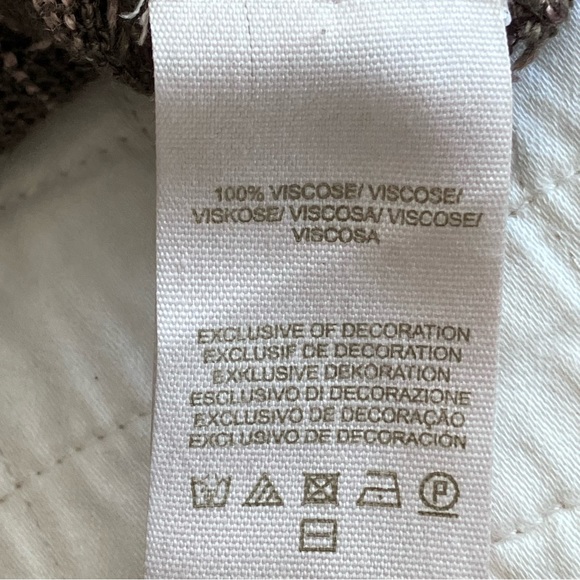 100% VISCOSE/ VISCOSE/
VISKOSE/ VISCOSA/ VISCOSE/
VISCOSA
EXCLUSIVE OF DECORATION
EXCLUSIF DE DECORATION
EXKLUSIVE DEKORATION
ESCLUSIVO DI DECORAZIONE
EXCLUSIVO DE DECORAÇÃO
EXCLUSIVO DE DECORACIÓN
P